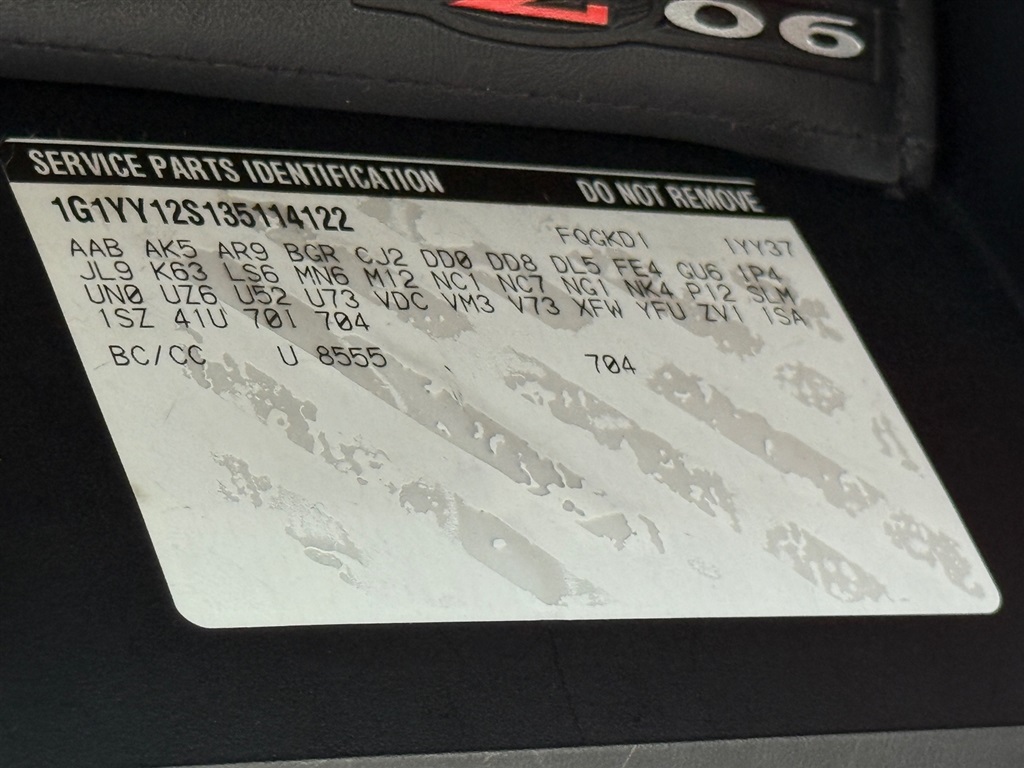 Z06
SERVICE PARTS IDENTIFICATION DO NOT REMOVE
1G1YY12S135114122 FQGKD1 1YY37
AAB AK5 AR9 BGR CJ2 DD0 DD8 DL5 FE4 GU6 IP4
JL9 K63 LS6 MN6 M12 NC1 NC7 NG1 NK4 P12 SLM
UN0 UZ6 U52 U73 VDC VM3 V73 XFW YFU ZV1 1SA
1SZ 41U 701 704
BC/CC U 8555 704